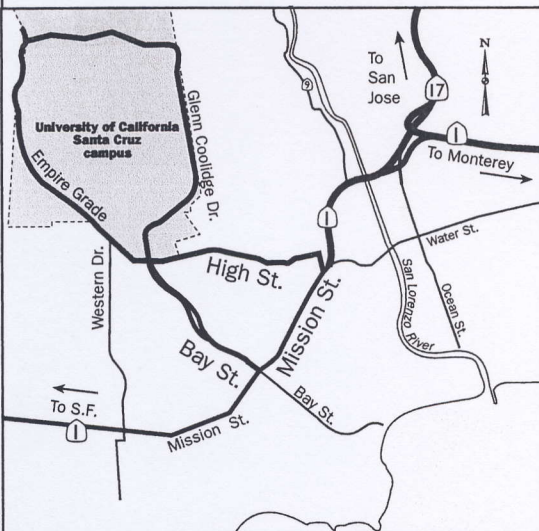 To
San
Jose
N
17
9
1
To Monterey
University of California
Santa Cruz
campus
Glenn Coolidge Dr.
Empire Grade
1
Water St.
High St.
Western Dr.
Mission St.
San Lorenzo
River
Ocean St.
Bay St.
Bay St.
To S.F.
1
Mission St.